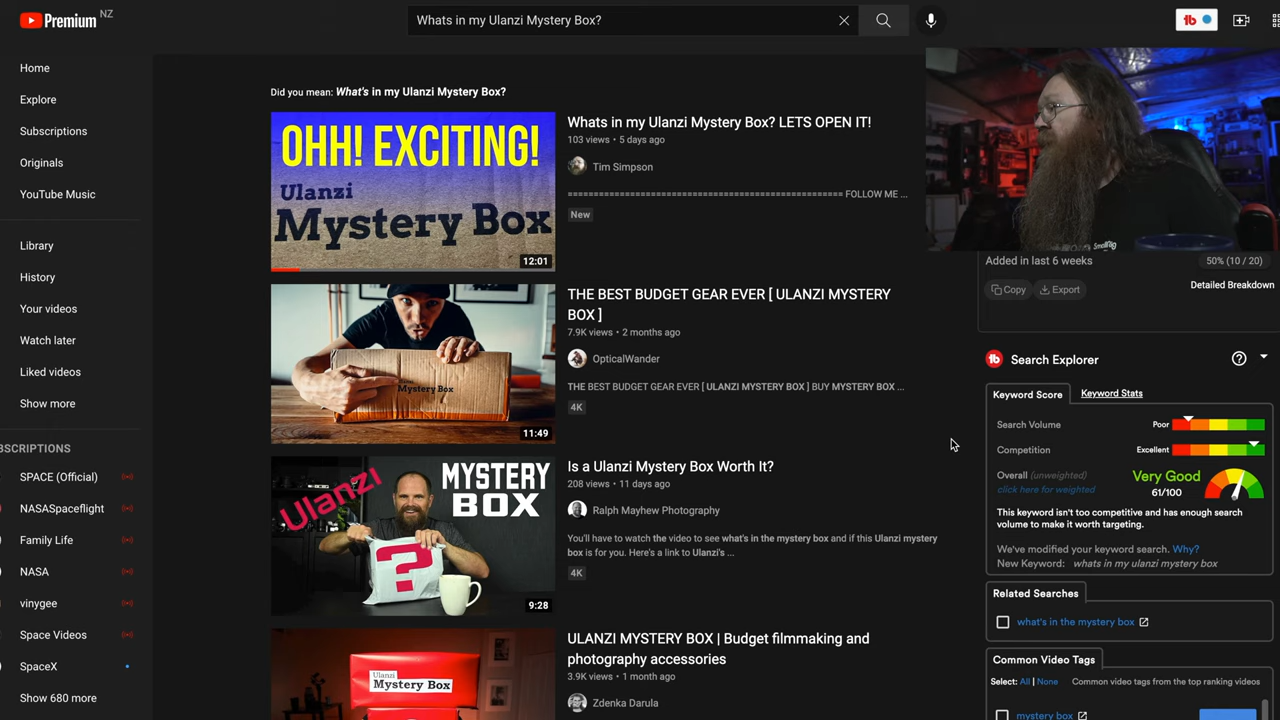 Premium NZ
Whats in my Ulanzi Mystery Box?
tb
Home
Explore
Subscriptions
Originals
YouTube Music
Library
History
Your videos
Watch later
Liked videos
Show more
BSCRIPTIONS
SPACE (Official)
NASASpaceflight
Family Life
NASA
vinygee
Space Videos
SpaceX
Show 680 more
Did you mean: What's in my Ulanzi Mystery Box?
OHH! EXCITING!
Ulanzi
Mystery Box
12:01
Whats in my Ulanzi Mystery Box? LETS OPEN IT!
103 views • 5 days ago
Tim Simpson
==================================================== FOLLOW ME ...
New
Mystery Box
11:49
THE BEST BUDGET GEAR EVER [ ULANZI MYSTERY
BOX ]
7.9K views • 2 months ago
OpticalWander
THE BEST BUDGET GEAR EVER [ ULANZI MYSTERY BOX ] BUY MYSTERY BOX ...
4K
Ulanzi
MYSTERY
BOX
?
9:28
Is a Ulanzi Mystery Box Worth It?
208 views • 11 days ago
Ralph Mayhew Photography
You'll have to watch the video to see what's in the mystery box and if this Ulanzi mystery
box is for you. Here's a link to Ulanzi's ...
4K
Ulanzi
Mystery Box
ULANZI MYSTERY BOX | Budget filmmaking and
photography accessories
3.9K views • 1 month ago
Zdenka Darula
SmallRig
Added in last 6 weeks
50% (10 / 20)
Copy
Export
Detailed Breakdown
tb
Search Explorer
Keyword Score
Keyword Stats
Search Volume
Poor
Competition
Excellent
Overall (unweighted)
click here for weighted
Very Good
61/100
This keyword isn't too competitive and has enough search
volume to make it worth targeting.
We've modified your keyword search. Why?
New Keyword: whats in my ulanzi mystery box
Related Searches
what's in the mystery box
Common Video Tags
Select: All | None
Common video tags from the top ranking videos
mystery box